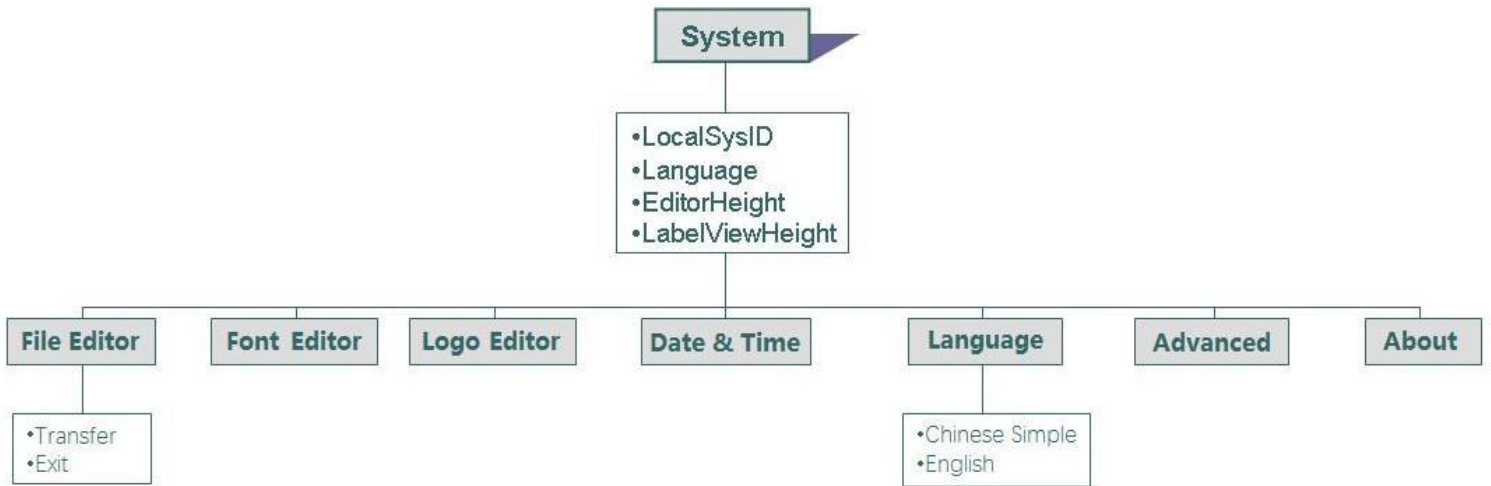 System
•LocalSysID
•Language
•EditorHeight
•LabelViewHeight
File Editor
Font Editor
Logo Editor
Date & Time
Language
Advanced
About
•Transfer
•Exit
•Chinese Simple
•English